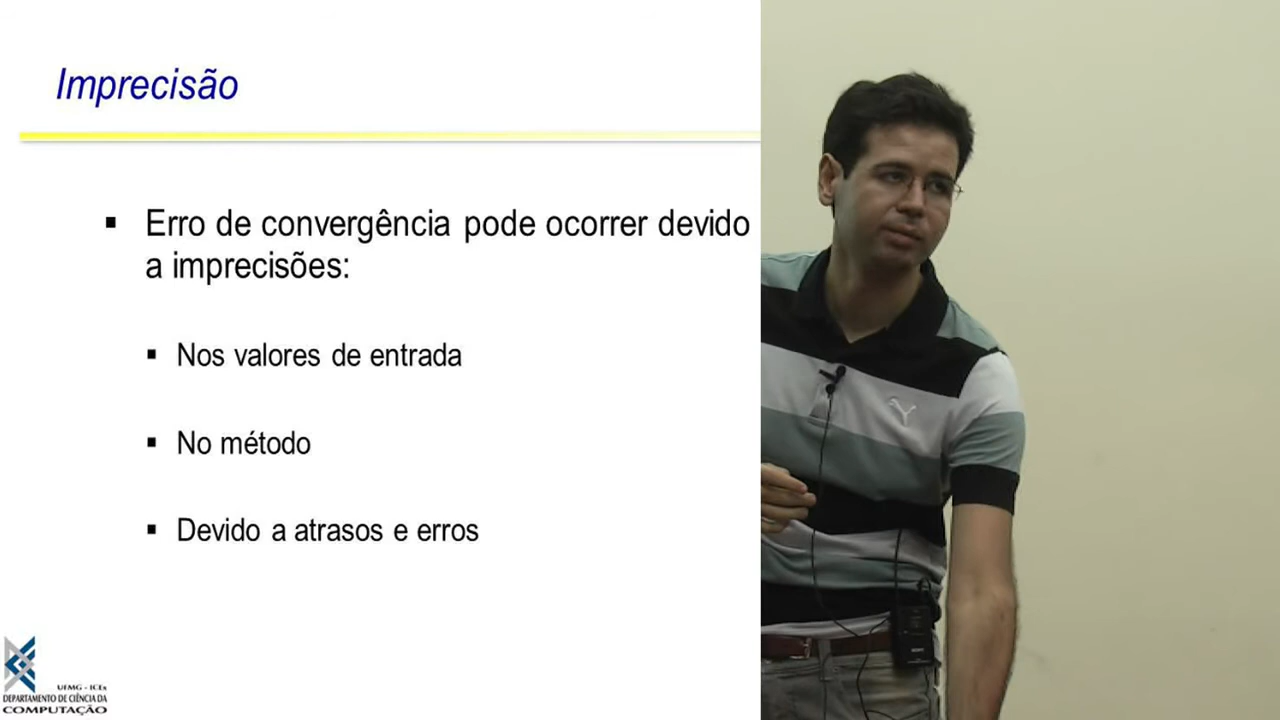 Imprecisão
▪ Erro de convergência pode ocorrer devido
a imprecisões:
▪ Nos valores de entrada
▪ No método
▪ Devido a atrasos e erros
UFMG - ICEx
DEPARTAMENTO DE CIÊNCIA DA
COMPUTAÇÃO